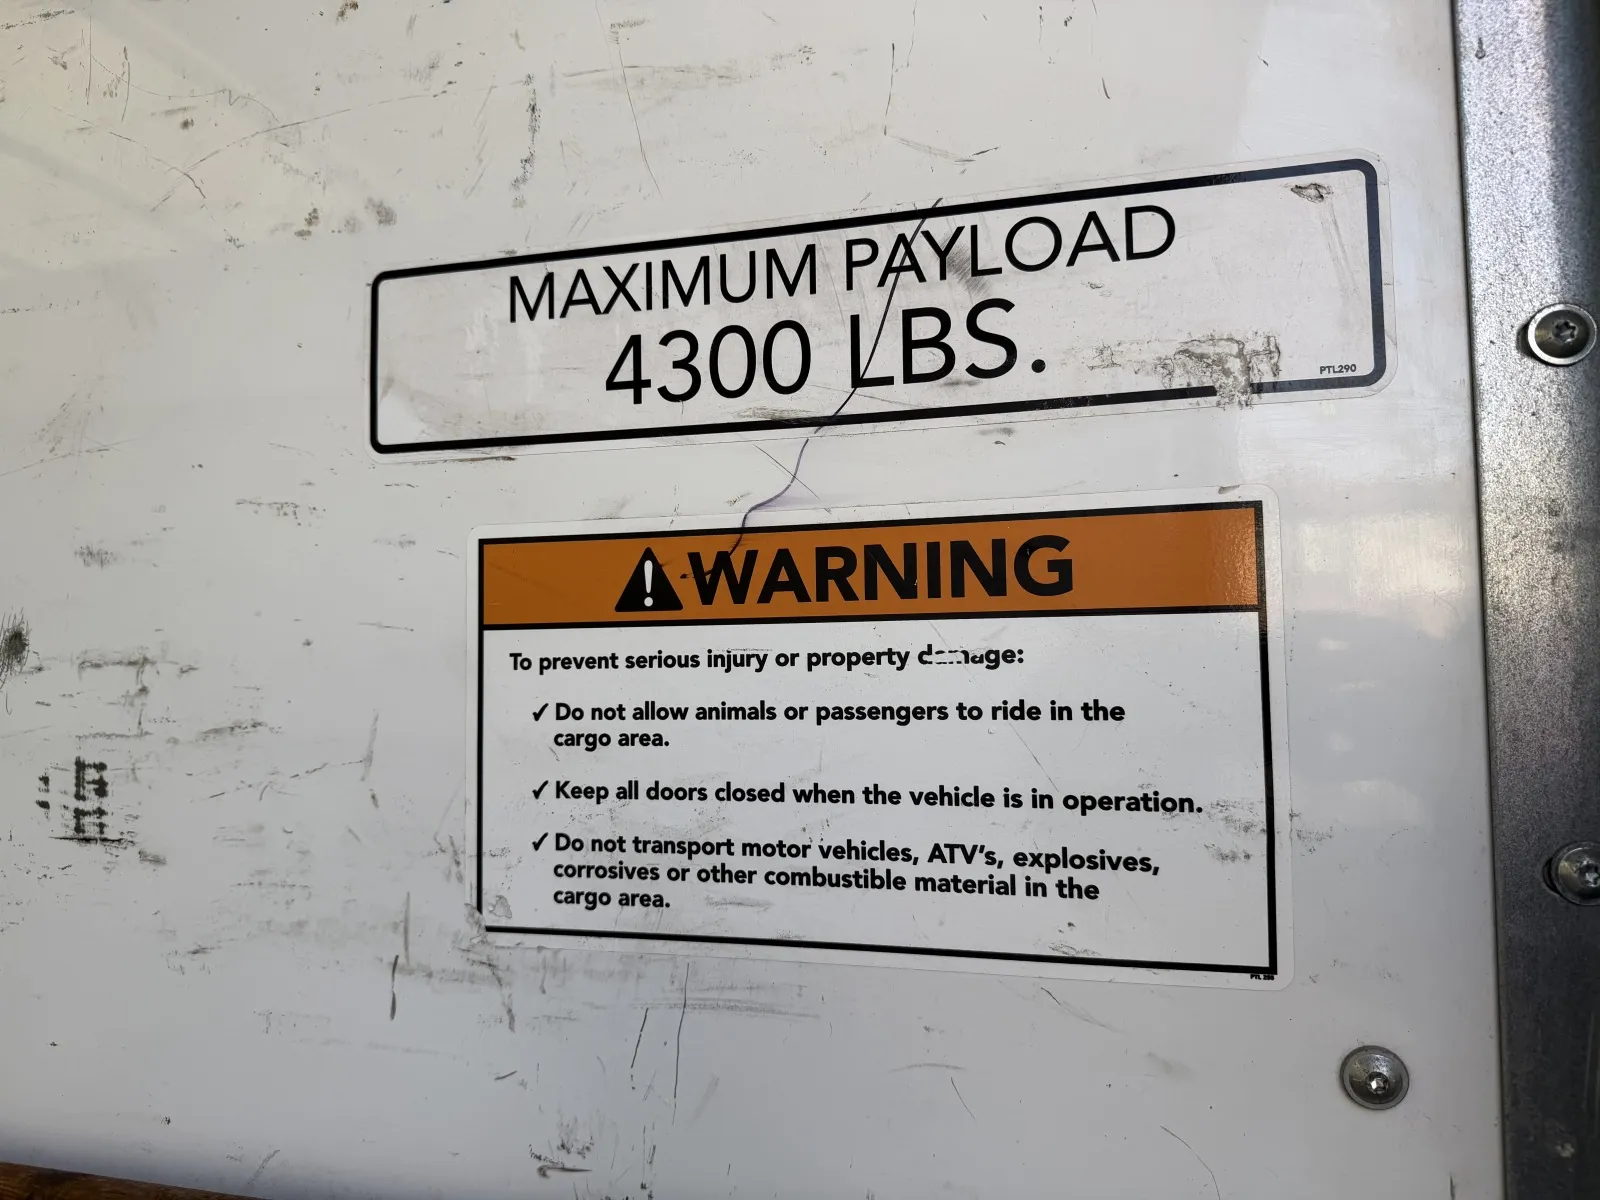 MAXIMUM PAYLOAD
4300 LBS.
PTL290
WARNING
To prevent serious injury or property damage:
✓ Do not allow animals or passengers to ride in the
cargo area.
✓ Keep all doors closed when the vehicle is in operation.
✓ Do not transport motor vehicles, ATV's, explosives,
corrosives or other combustible material in the
cargo area.